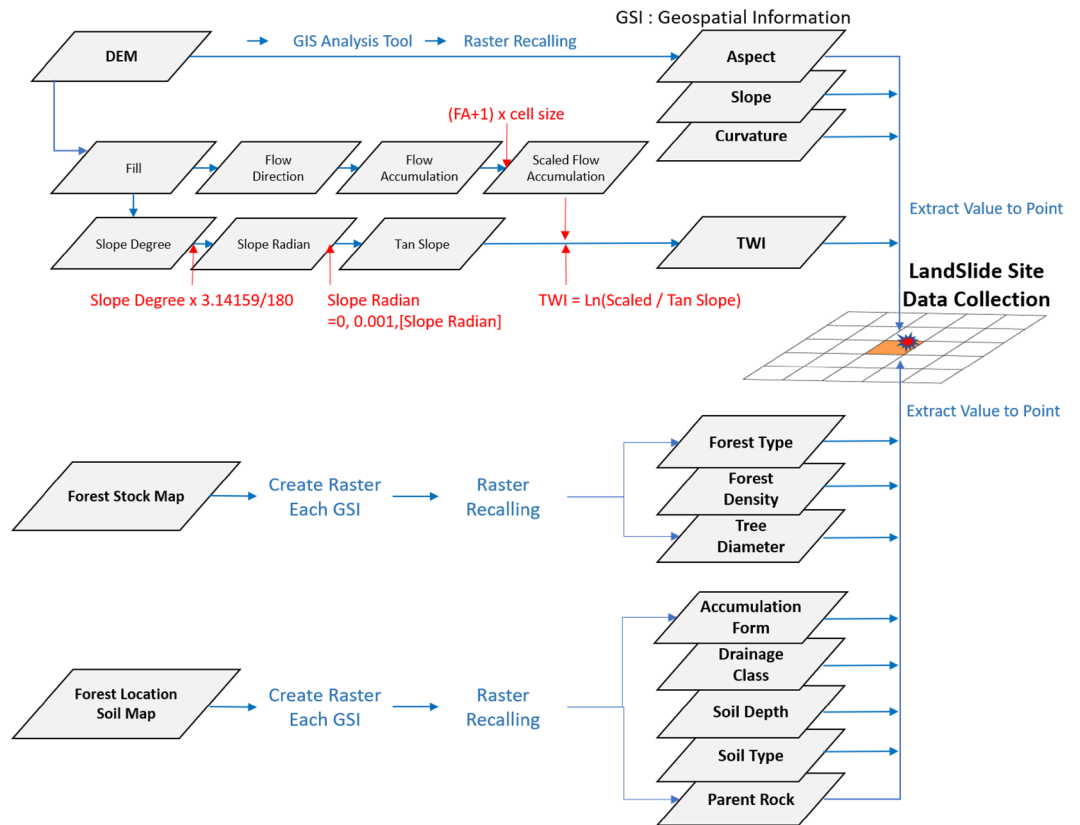 GSI : Geospatial Information
DEM
GIS Analysis Tool
Raster Recalling
Aspect
Slope
Curvature
(FA+1) x cell size
Fill
Flow
Direction
Flow
Accumulation
Scaled Flow
Accumulation
Extract Value to Point
Slope Degree
Slope Radian
Tan Slope
TWI
Slope Degree x 3.14159/180
Slope Radian
=0, 0.001,[Slope Radian]
TWI = Ln(Scaled / Tan Slope)
LandSlide Site
Data Collection
Extract Value to Point
Forest Stock Map
Create Raster
Each GSI
Raster
Recalling
Forest Type
Forest
Density
Tree
Diameter
Forest Location
Soil Map
Create Raster
Each GSI
Raster
Recalling
Accumulation
Form
Drainage
Class
Soil Depth
Soil Type
Parent Rock